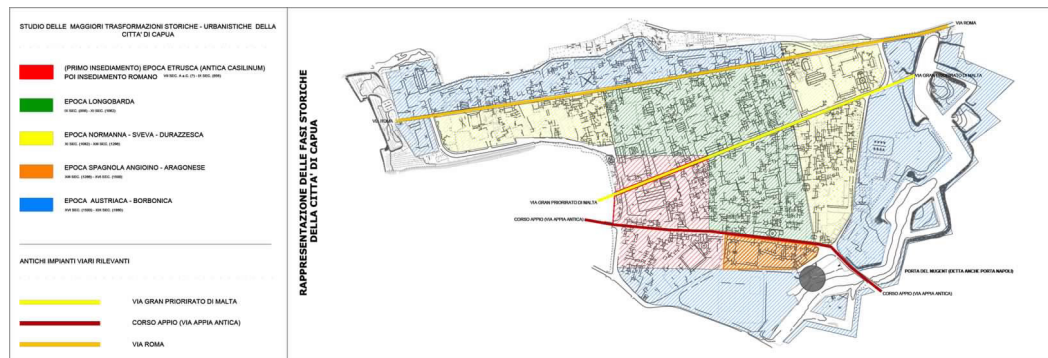 STUDIO DELLE MAGGIORI TRASFORMAZIONI STORICHE - URBANISTICHE DELLA
CITTA' DI CAPUA
(PRIMO INSEDIAMENTO) EPOCA ETRUSCA (ANTICA CASILINUM)
POI INSEDIAMENTO ROMANO
EPOCA LONGOBARDA
EPOCA NORMANNA - SVEVA - DURAZZESCA
EPOCA SPAGNOLA ANGIOINO - ARAGONESE
EPOCA AUSTRIACA - BORBONICA
ANTICHI IMPIANTI VIARI RILEVANTI
VIA GRAN PRIORIRATO DI MALTA
CORSO APPIO (VIA APPIA ANTICA)
VIA ROMA
RAPPRESENTAZIONE DELLE FASI STORICHE
DELLA CITTA' DI CAPUA
VIA ROMA
VIA GRAN PRIORIRATO DI MALTA
VIA ROMA
VIA GRAN PRIORIRATO DI MALTA
CORSO APPIO (VIA APPIA ANTICA)
PORTA DEL NUGENT (DETTA ANCHE PORTA NAPOLI)
CORSO APPIO (VIA APPIA ANTICA)